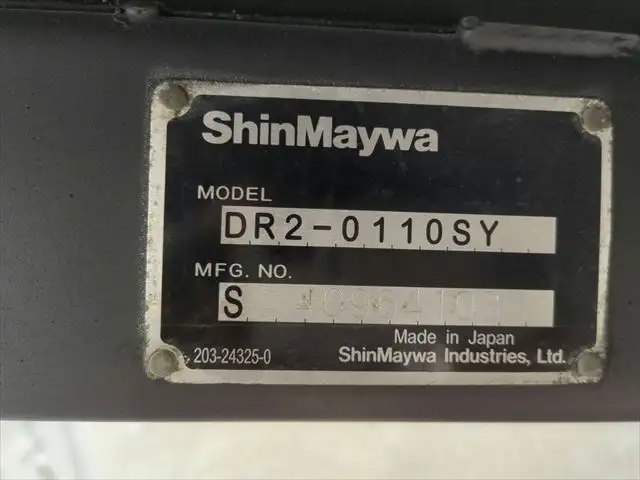 ShinMaywa
MODEL
DR2-0110SY
MFG. NO.
S
Made in Japan
203-24325-0
ShinMaywa Industries, Ltd.